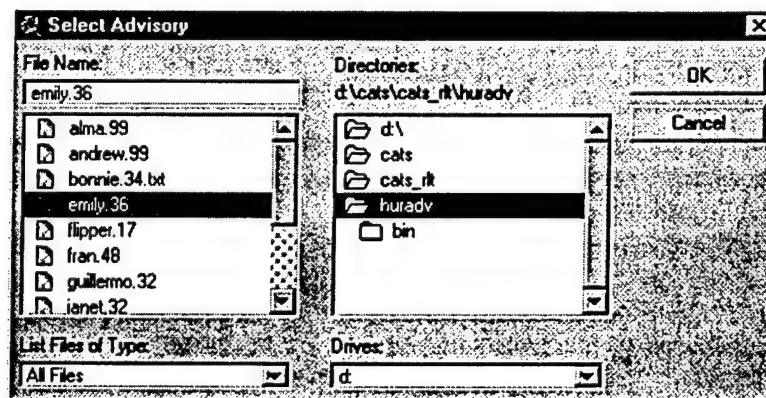 Select Advisory
File Name:
emily.36
alma.99
andrew.99
bonnie.34.txt
emily.36
flipper.17
fran.48
guillermo.32
janet.32
List Files of Type:
All Files
Directories:
d:\cats\cats_rlt\huradv
d:\
cats
cats_rlt
huradv
bin
Drives:
d:
OK
Cancel